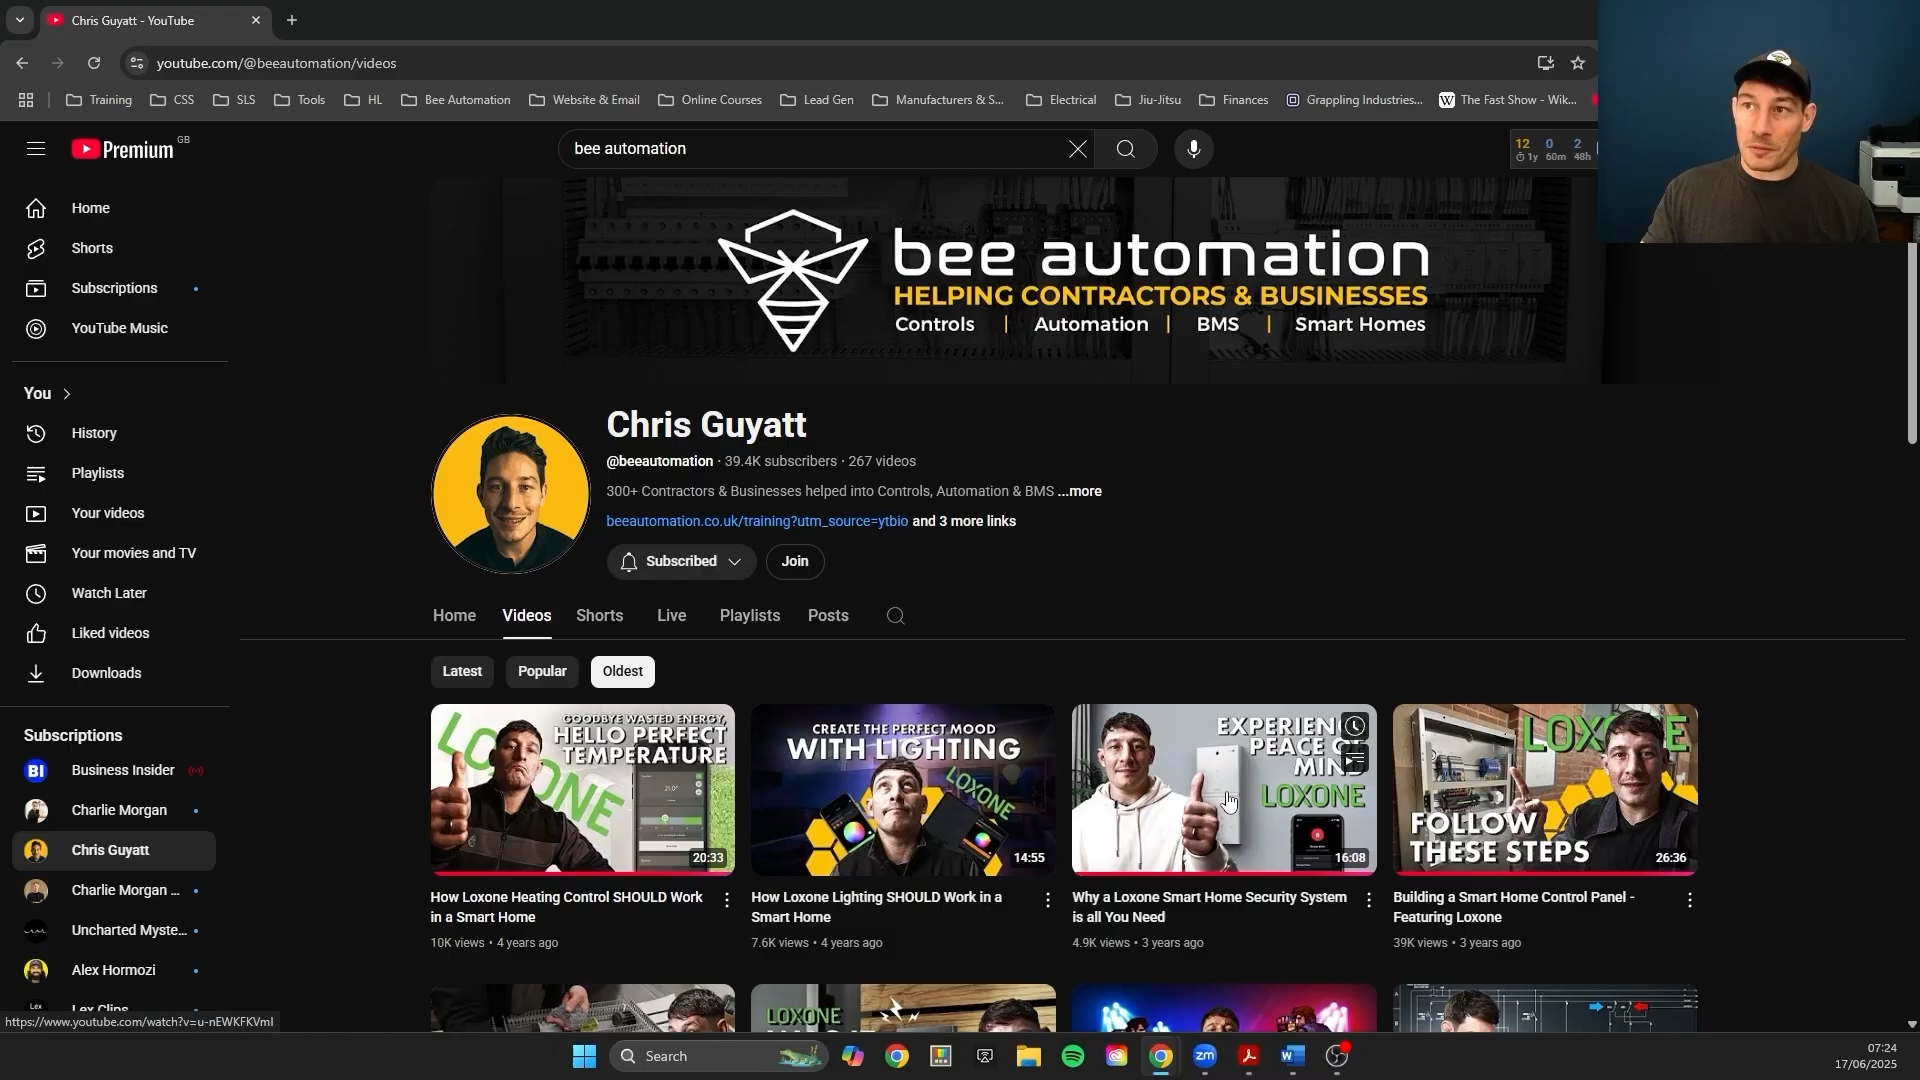 Chris Guyatt - YouTube
youtube.com/@beeautomation/videos
Training
CSS
SLS
Tools
HL
Bee Automation
Website & Email
Online Courses
Lead Gen
Manufacturers & S...
Electrical
Jiu-Jitsu
Finances
Grappling Industries...
W The Fast Show - Wik...
Premium GB
bee automation
12 0 2
1y 60m 48h
Home
Shorts
Subscriptions
YouTube Music
You
History
Playlists
Your videos
Your movies and TV
Watch Later
Liked videos
Downloads
Subscriptions
BI Business Insider
Charlie Morgan
Chris Guyatt
Charlie Morgan ...
Uncharted Myste...
Alex Hormozi
Lex Lex Clips
https://www.youtube.com/watch?v=u-nEWKFKVmI
bee automation
HELPING CONTRACTORS & BUSINESSES
Controls | Automation | BMS | Smart Homes
Chris Guyatt
@beeautomation · 39.4K subscribers · 267 videos
300+ Contractors & Businesses helped into Controls, Automation & BMS ...more
beeautomation.co.uk/training?utm_source=ytbio and 3 more links
Subscribed
Join
Home
Videos
Shorts
Live
Playlists
Posts
Latest
Popular
Oldest
LOXONE
GOODBYE WASTED ENERGY,
HELLO PERFECT
TEMPERATURE
20:33
How Loxone Heating Control SHOULD Work
in a Smart Home
10K views • 4 years ago
CREATE THE PERFECT MOOD
WITH LIGHTING
LOXONE
14:55
How Loxone Lighting SHOULD Work in a
Smart Home
7.6K views • 4 years ago
EXPERIENC
PEACE O
MIND
LOXONE
16:08
Why a Loxone Smart Home Security System
is all You Need
4.9K views • 3 years ago
LOX E
FOLLOW
THESE STEPS
26:36
Building a Smart Home Control Panel -
Featuring Loxone
39K views • 3 years ago
LOXONE
Search
zm
W
07:24
17/06/2025